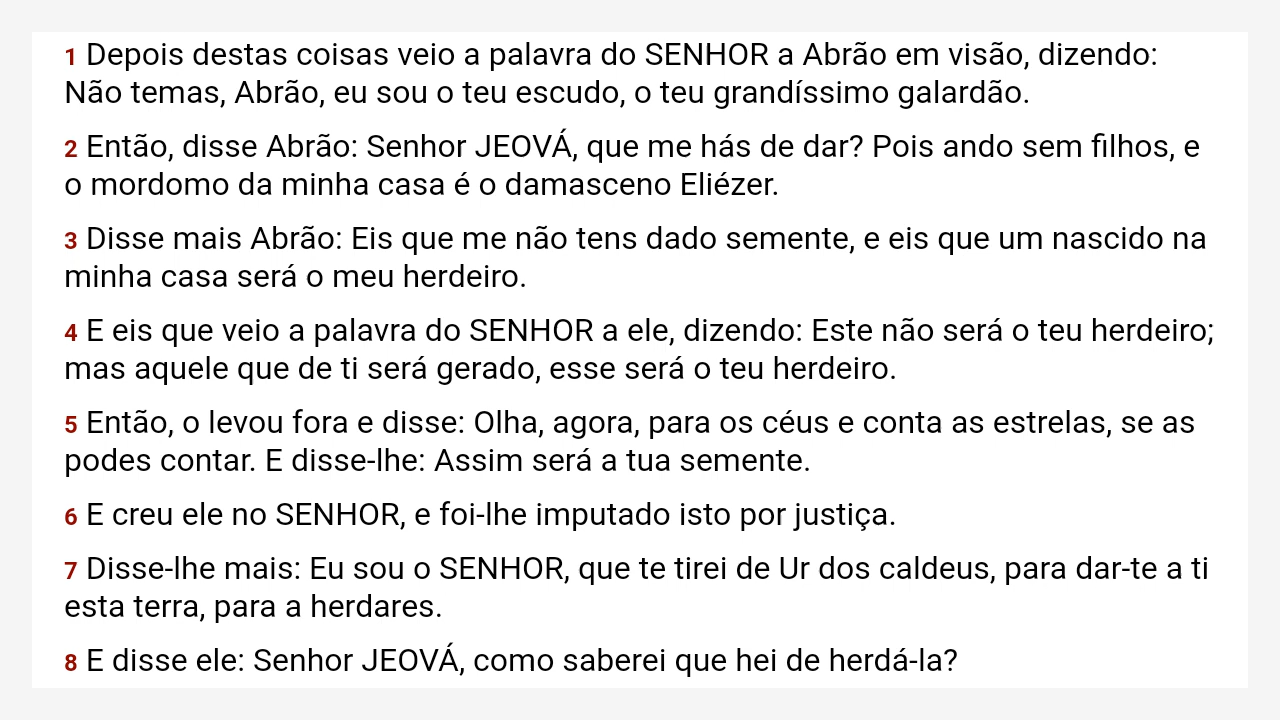 1 Depois destas coisas veio a palavra do SENHOR a Abrão em visão, dizendo:
Não temas, Abrão, eu sou o teu escudo, o teu grandíssimo galardão.
2 Então, disse Abrão: Senhor JEOVÁ, que me hás de dar? Pois ando sem filhos, e
o mordomo da minha casa é o damasceno Eliézer.
3 Disse mais Abrão: Eis que me não tens dado semente, e eis que um nascido na
minha casa será o meu herdeiro.
4 E eis que veio a palavra do SENHOR a ele, dizendo: Este não será o teu herdeiro;
mas aquele que de ti será gerado, esse será o teu herdeiro.
5 Então, o levou fora e disse: Olha, agora, para os céus e conta as estrelas, se as
podes contar. E disse-lhe: Assim será a tua semente.
6 E creu ele no SENHOR, e foi-lhe imputado isto por justiça.
7 Disse-lhe mais: Eu sou o SENHOR, que te tirei de Ur dos caldeus, para dar-te a ti
esta terra, para a herdares.
8 E disse ele: Senhor JEOVÁ, como saberei que hei de herdá-la?